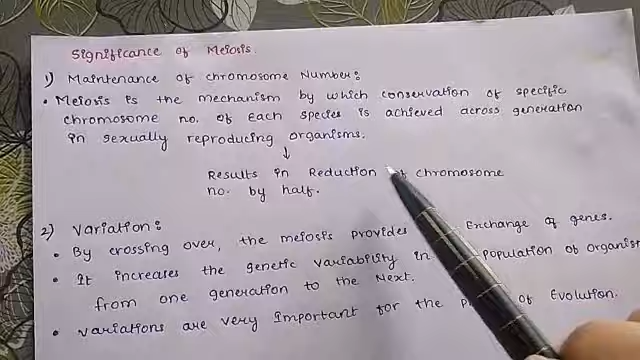 Significance of Meiosis.
1) Maintenance of chromosome Number:
• Meiosis is the mechanism by which conservation of specific
chromosome no. of each species is achieved across generation
in sexually reproducing organisms.
↓
Results in Reduction of chromosome
no. by half.
2) Variation:
• By crossing over, the meiosis provides Exchange of genes.
• It increases the genetic variability in population of organism
from one generation to the Next.
• variations are very important for the of Evolution.